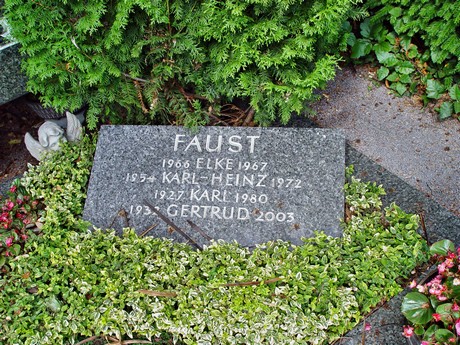 FAUST
1966 ELKE 1967
1954 KARL-HEINZ 1972
1927 KARL 1980
GERTRUD 2003